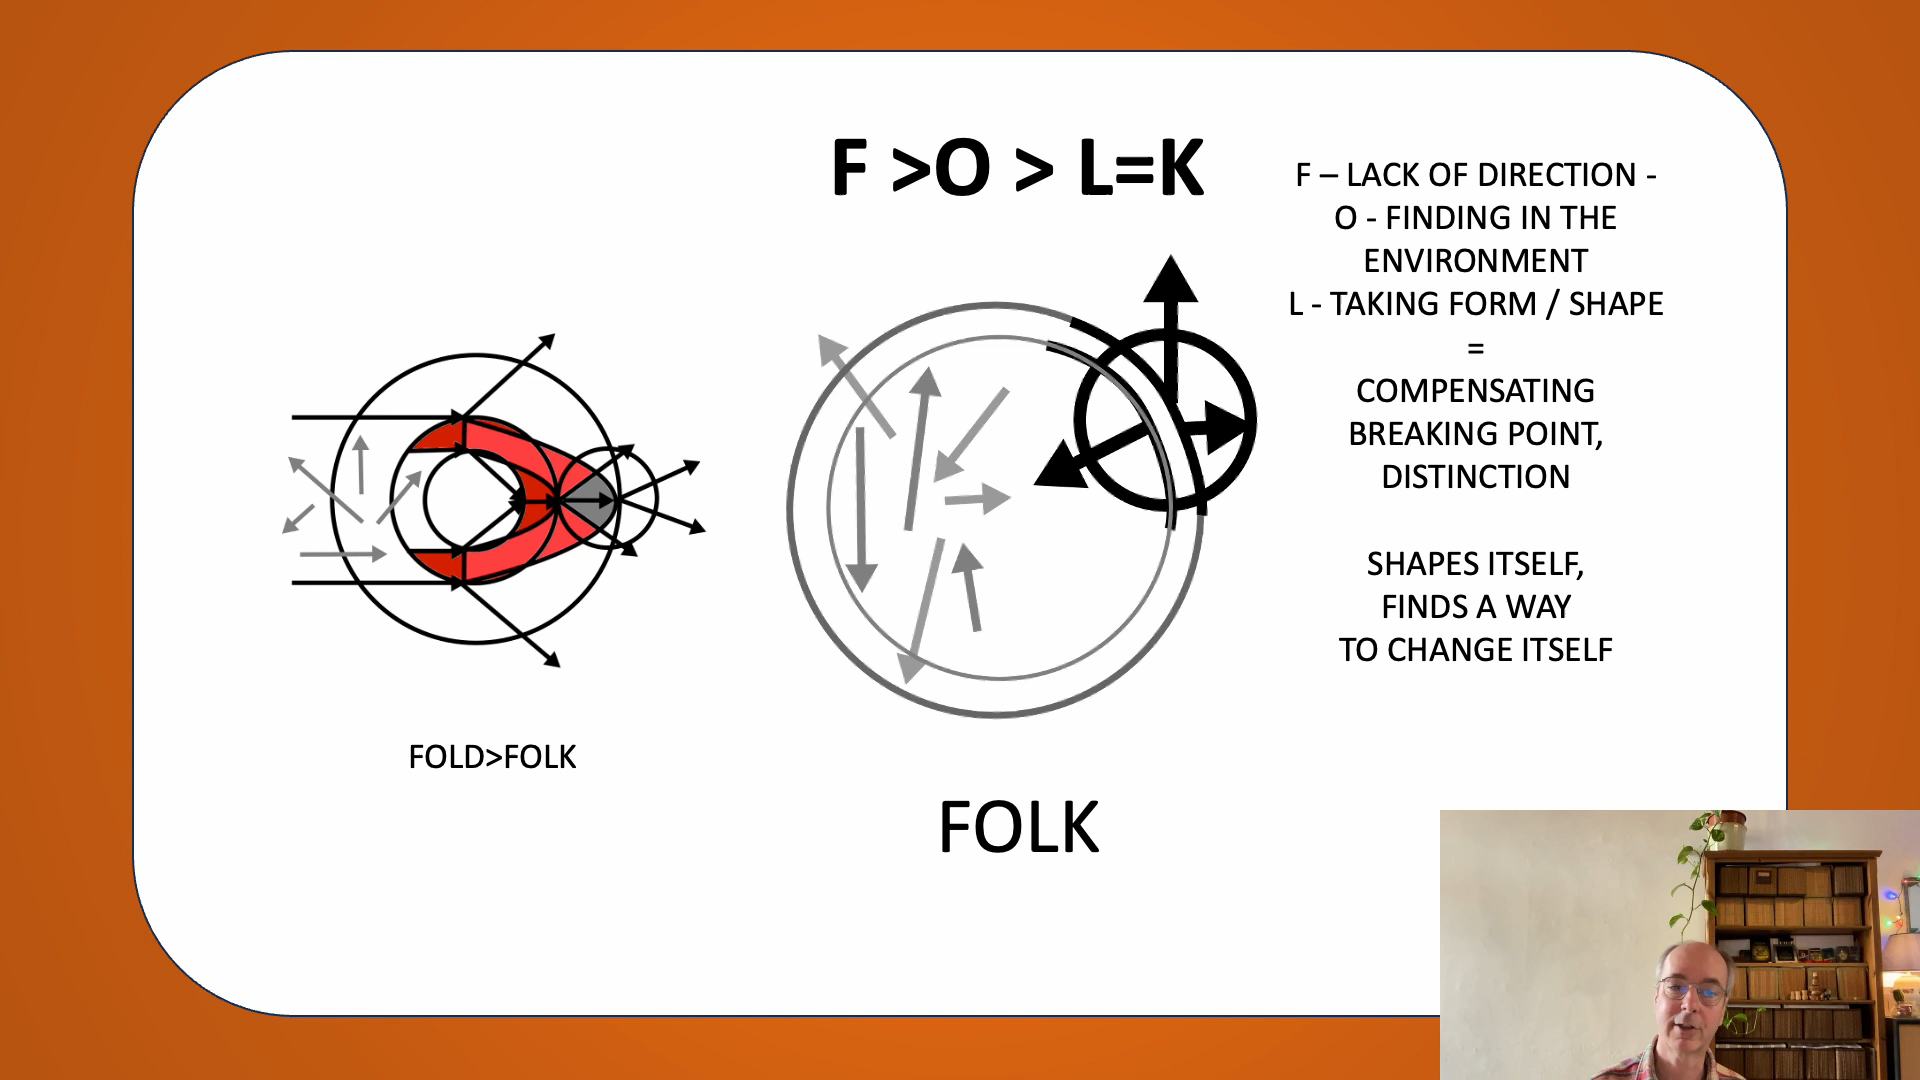 F >O > L=K
F – LACK OF DIRECTION -
O - FINDING IN THE
ENVIRONMENT
L - TAKING FORM / SHAPE
=
COMPENSATING
BREAKING POINT,
DISTINCTION
SHAPES ITSELF,
FINDS A WAY
TO CHANGE ITSELF
FOLD>FOLK
FOLK